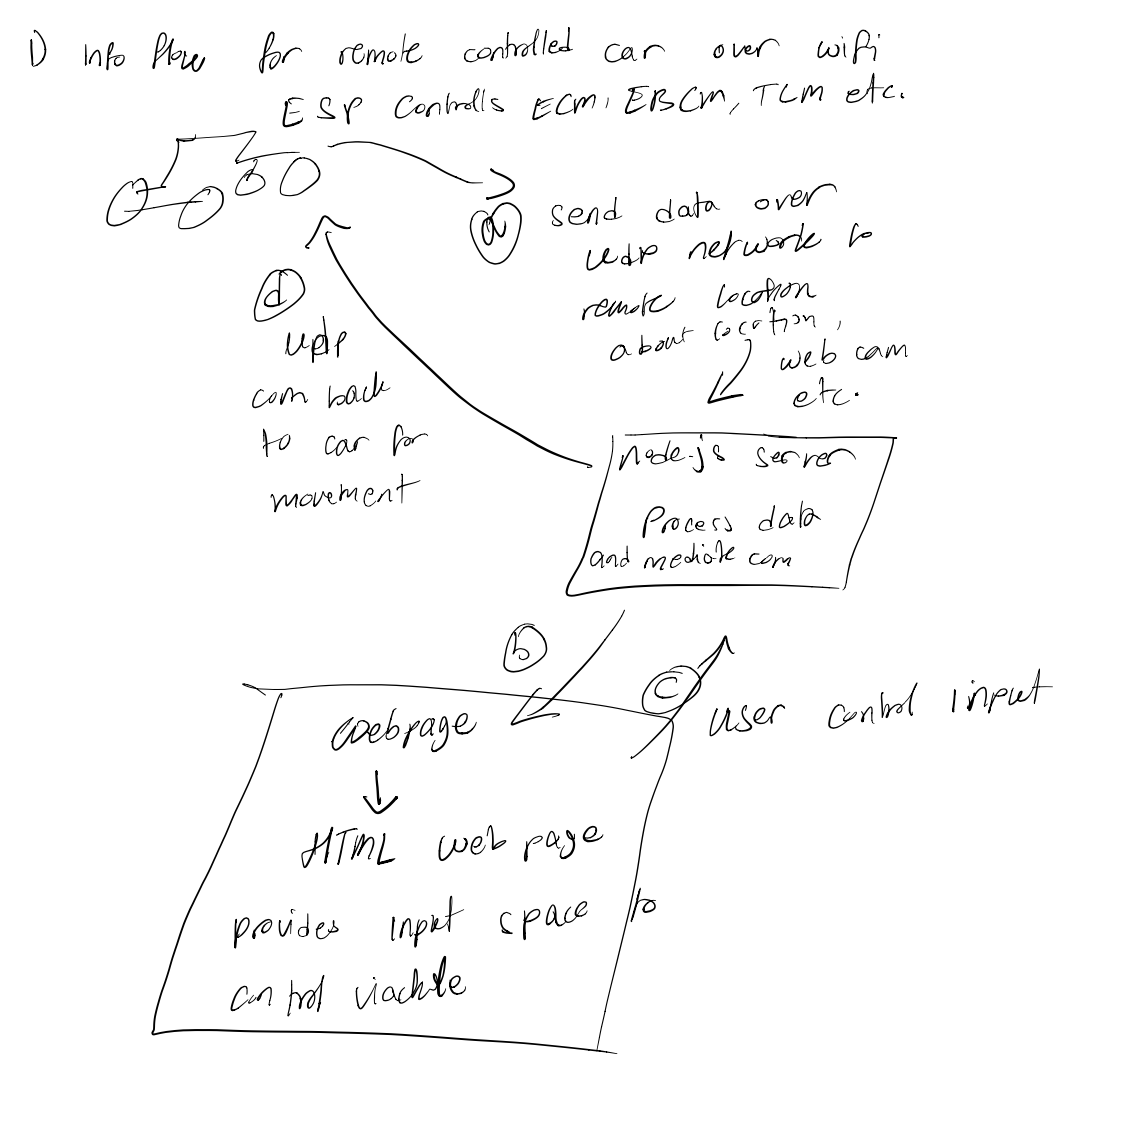 1) Info flow for remote controlled car over wifi
ESP Controlls ECM, EBCM, TCM etc.
a send data over
udp network to
remote location
about location,
web cam
etc.
d
udp
com back
to car for
movement
node.js server
Process data
and mediate com
b
c
user control input
webpage
HTML web page
provides input space to
control viachle